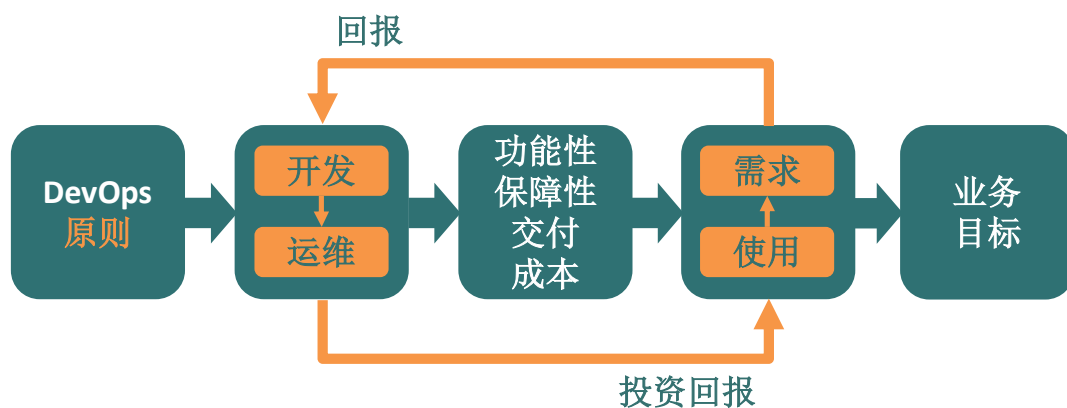 回报
DevOps
原则
开发
运维
功能性
保障性
交付
成本
需求
使用
业务
目标
投资回报